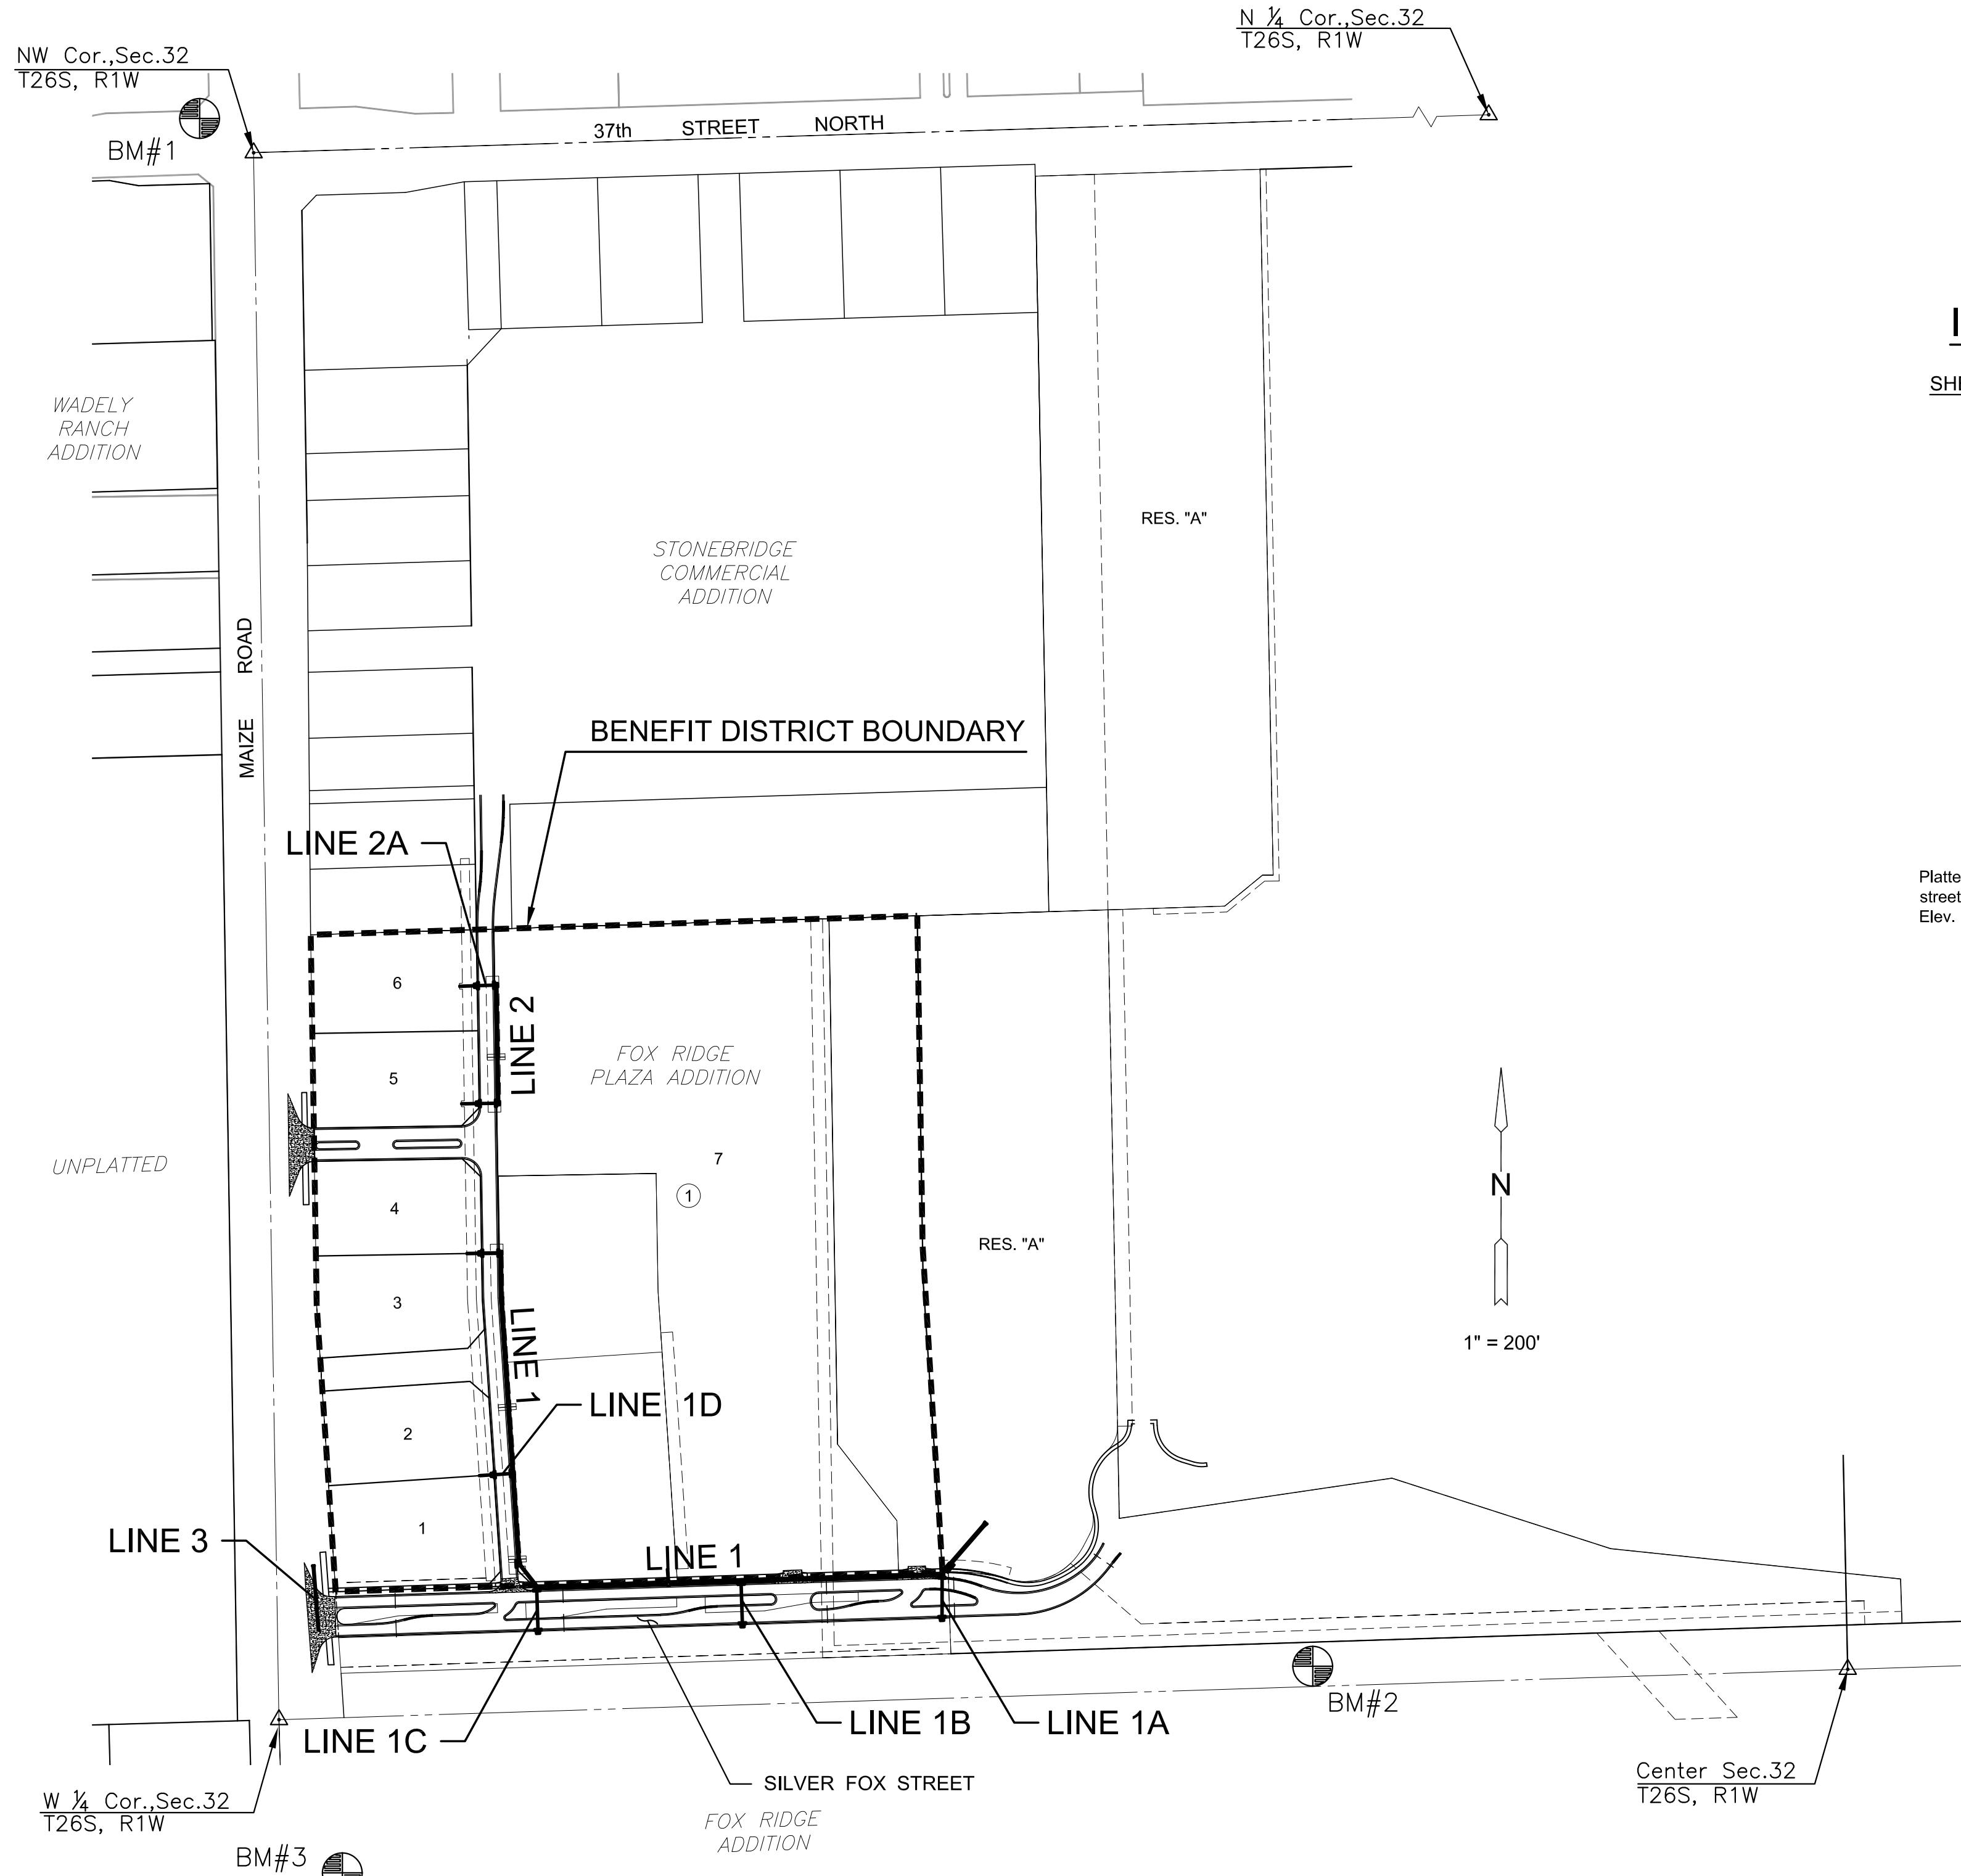 N ¼ Cor.,Sec.32
T26S, R1W
NW Cor.,Sec.32
T26S, R1W
BM#1
37th STREET NORTH
WADELY
RANCH
ADDITION
RES. "A"
STONEBRIDGE
COMMERCIAL
ADDITION
MAIZE ROAD
BENEFIT DISTRICT BOUNDARY
LINE 2A
Platte
street
Elev.
6
LINE 2
FOX RIDGE
PLAZA ADDITION
5
7
UNPLATTED
1
4
N
RES. "A"
3
LINE 1
1" = 200'
LINE 1D
2
1
LINE 3
LINE 1
BM#2
LINE 1C
LINE 1B
LINE 1A
SILVER FOX STREET
Center Sec.32
T26S, R1W
W ¼ Cor.,Sec.32
T26S, R1W
FOX RIDGE
ADDITION
BM#3